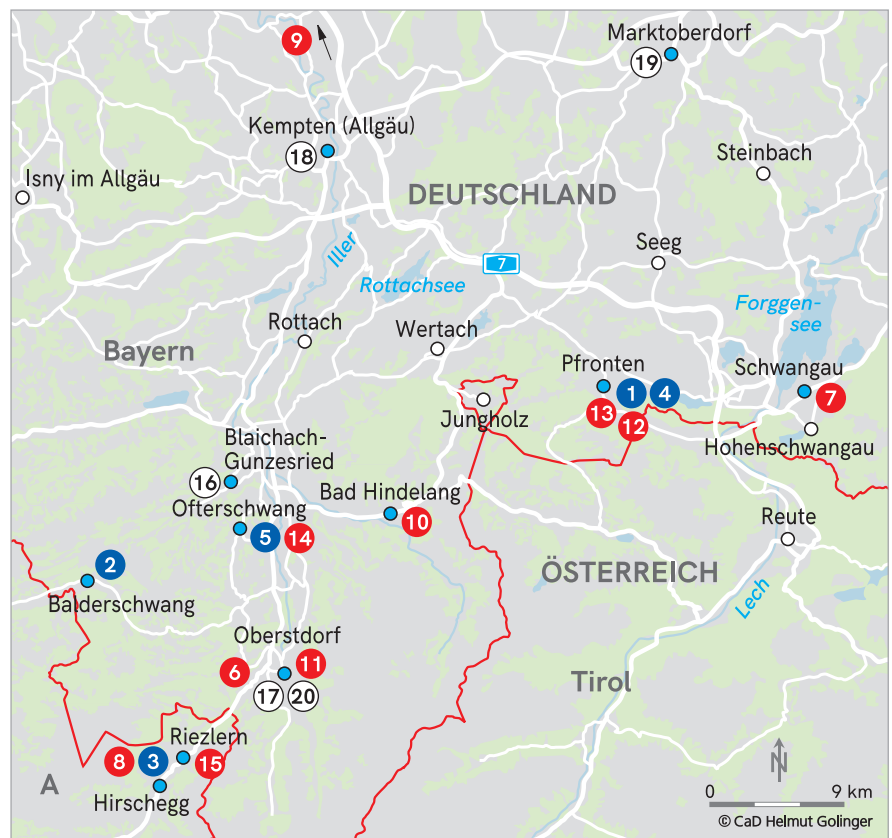 9
Marktoberdorf
19
Kempten (Allgäu)
18
Steinbach
Isny im Allgäu
DEUTSCHLAND
Iller
Seeg
7
Rottachsee
Forggen-
see
Rottach
Wertach
Bayern
Pfronten
Schwangau
1 4
7
13
12
Jungholz
Hohenschwangau
Blaichach-
Gunzesried
16
Bad Hindelang
10
Ofterschwang
5 14
Reute
2
ÖSTERREICH
Balderschwang
Lech
Oberstdorf
6
11
17 20
Tirol
Riezlern
8 3
15
A
Hirschegg
N
0 9 km
© CaD Helmut Golinger